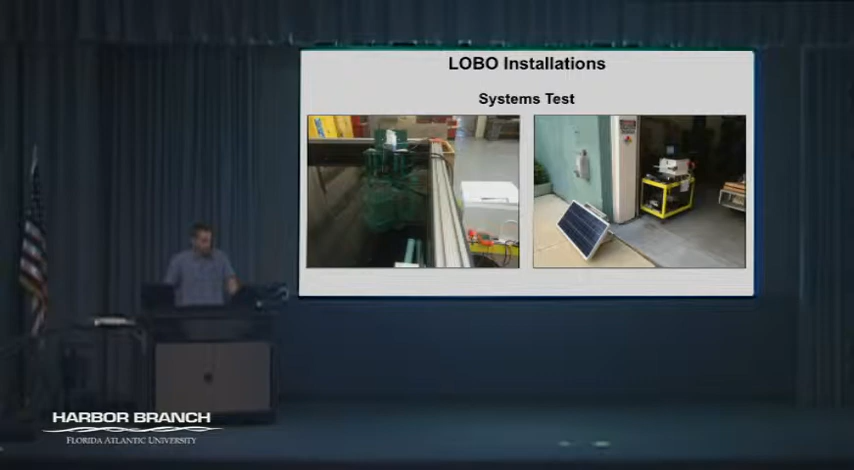 LOBO Installations
Systems Test
HARBOR BRANCH
FLORIDA ATLANTIC UNIVERSITY